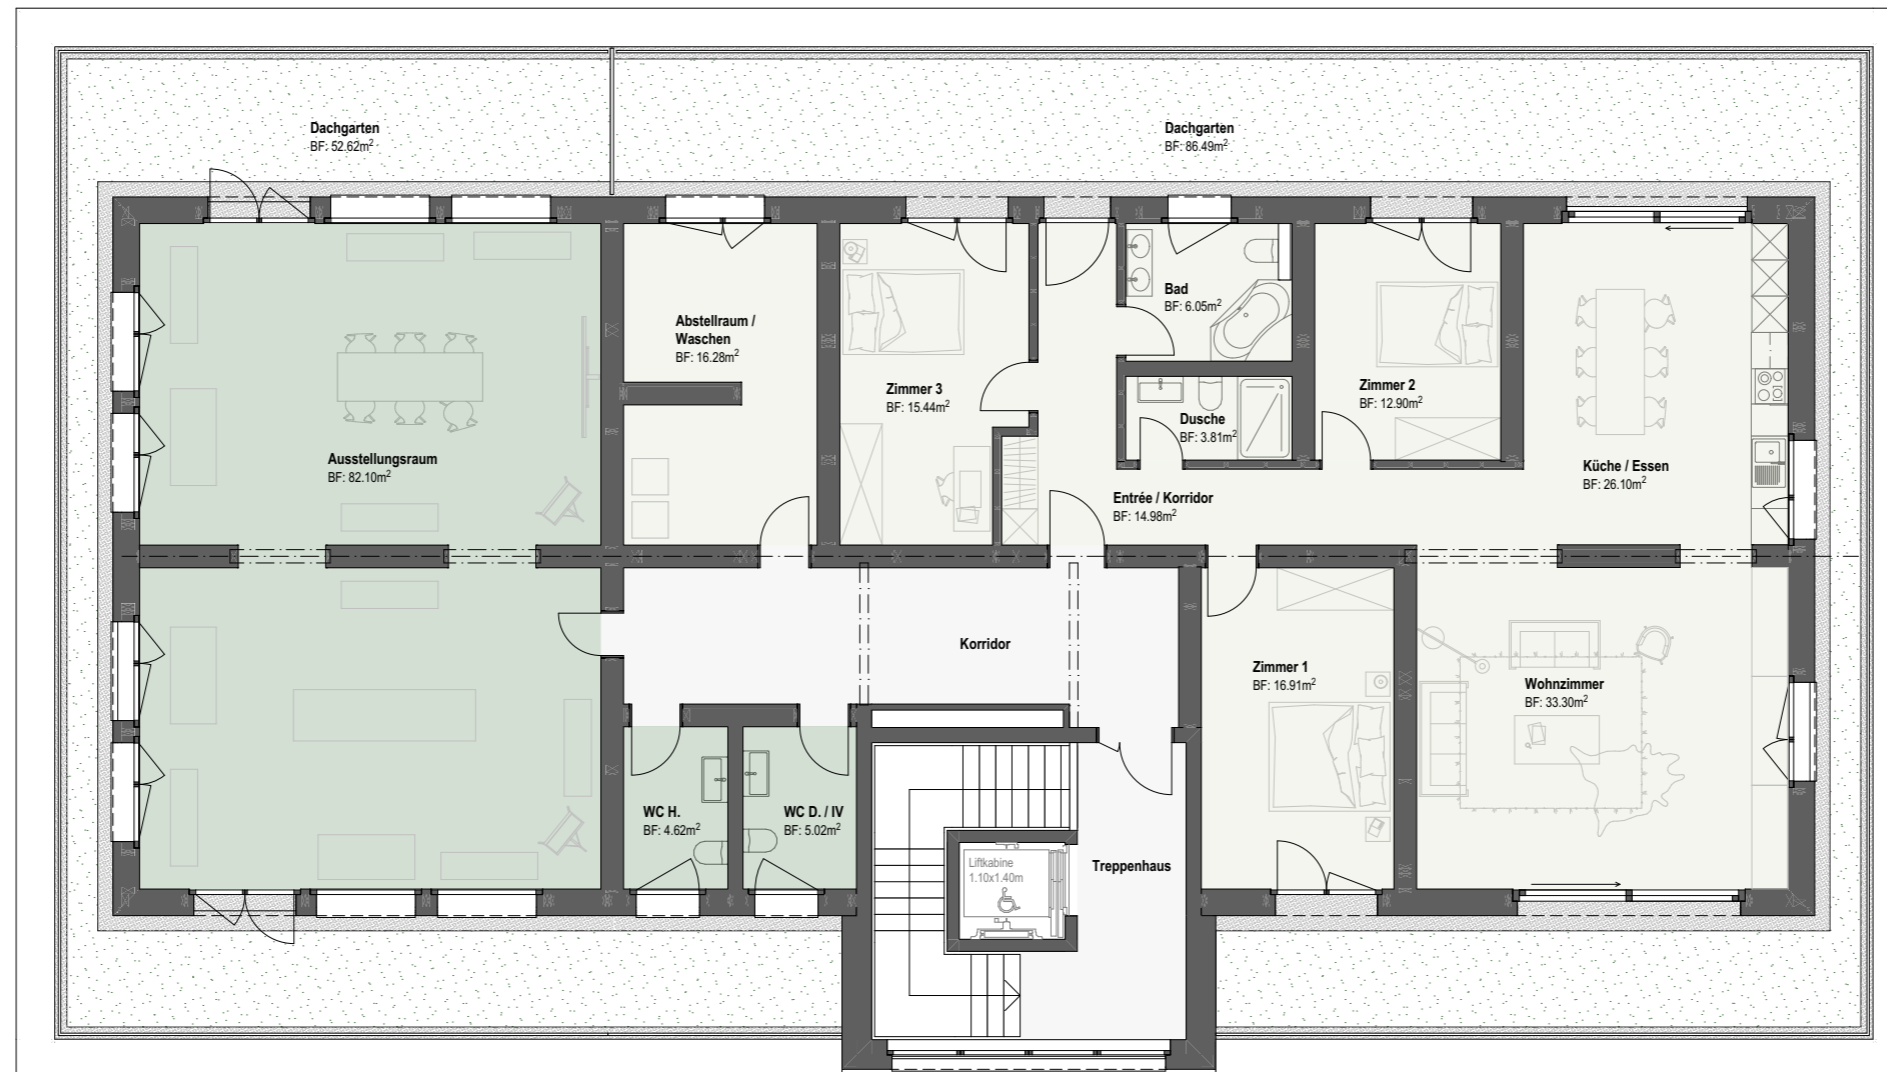 Dachgarten
BF: 52.62m²
Dachgarten
BF: 86.49m²
Bad
BF: 6.05m²
Abstellraum /
Waschen
BF: 16.28m²
Zimmer 3
BF: 15.44m²
Zimmer 2
BF: 12.90m²
Dusche
BF: 3.81m²
Ausstellungsraum
BF: 82.10m²
Küche / Essen
BF: 26.10m²
Entrée / Korridor
BF: 14.98m²
Korridor
Zimmer 1
BF: 16.91m²
Wohnzimmer
BF: 33.30m²
WC H.
BF: 4.62m²
WC D. / IV
BF: 5.02m²
Liftkabine
1.10x1.40m
Treppenhaus